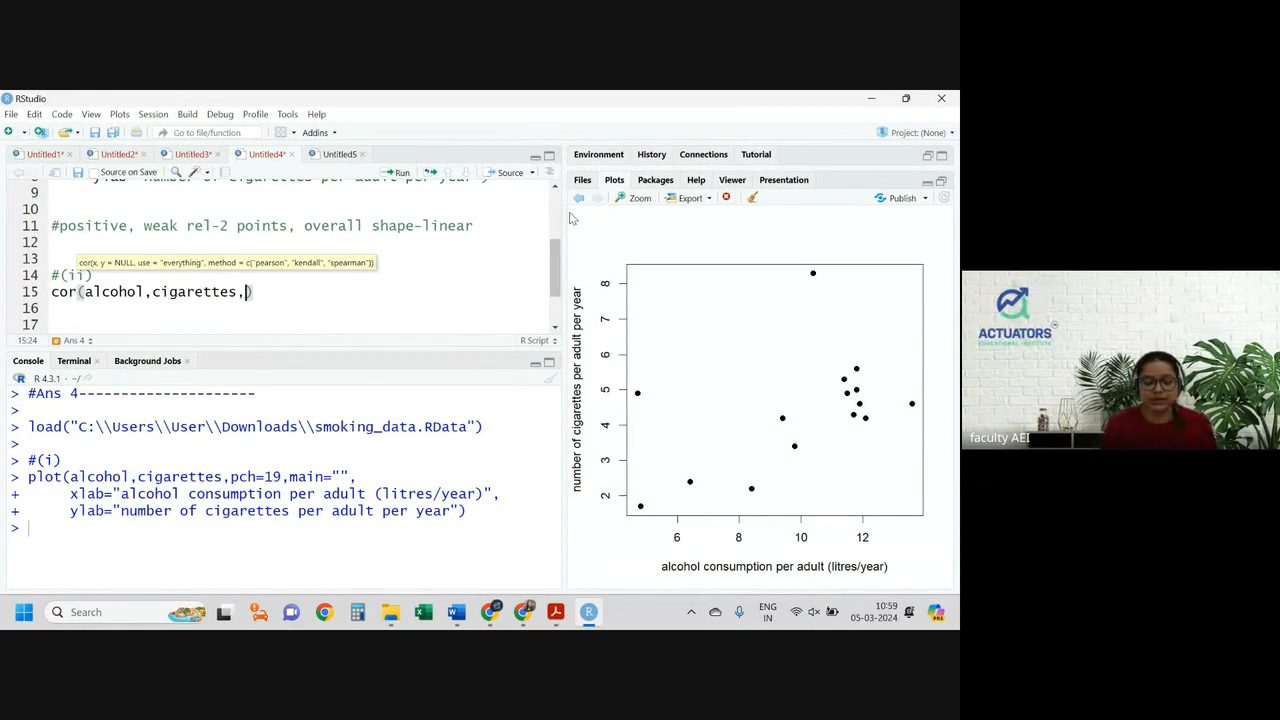 RStudio
File Edit Code View Plots Session Build Debug Profile Tools Help
Go to file/function Addins Project: (None)
Untitled1* Untitled2* Untitled3* Untitled4* Untitled5
Source on Save Run Source
9
10
11 #positive, weak rel-2 points, overall shape-linear
12
13 cor(x, y = NULL, use = "everything", method = c("pearson", "kendall", "spearman"))
14 #(ii)
15 cor(alcohol,cigarettes,)
16
17
15:24 Ans 4 R Script
Console Terminal Background Jobs
R 4.3.1 · ~/
> #Ans 4---------------------
>
> load("C:\\Users\\User\\Downloads\\smoking_data.RData")
>
> #(i)
> plot(alcohol,cigarettes,pch=19,main="",
+ xlab="alcohol consumption per adult (litres/year)",
+ ylab="number of cigarettes per adult per year")
>
Environment History Connections Tutorial
Files Plots Packages Help Viewer Presentation
Zoom Export Publish
number of cigarettes per adult per year
8
7
6
5
4
3
2
6 8 10 12
alcohol consumption per adult (litres/year)
ACTUATORS
EDUCATIONAL INSTITUTE
faculty AEI
Search
ENG
IN
10:59
05-03-2024